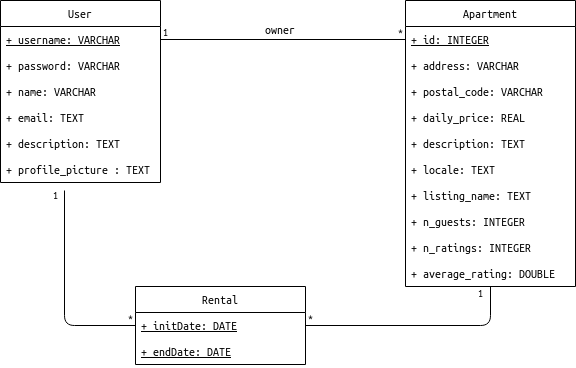 User
+ username: VARCHAR
+ password: VARCHAR
+ name: VARCHAR
+ email: TEXT
+ description: TEXT
+ profile_picture : TEXT
1
owner
*
Apartment
+ id: INTEGER
+ address: VARCHAR
+ postal_code: VARCHAR
+ daily_price: REAL
+ description: TEXT
+ locale: TEXT
+ listing_name: TEXT
+ n_guests: INTEGER
+ n_ratings: INTEGER
+ average_rating: DOUBLE
1
1
*
Rental
*
+ initDate: DATE
+ endDate: DATE